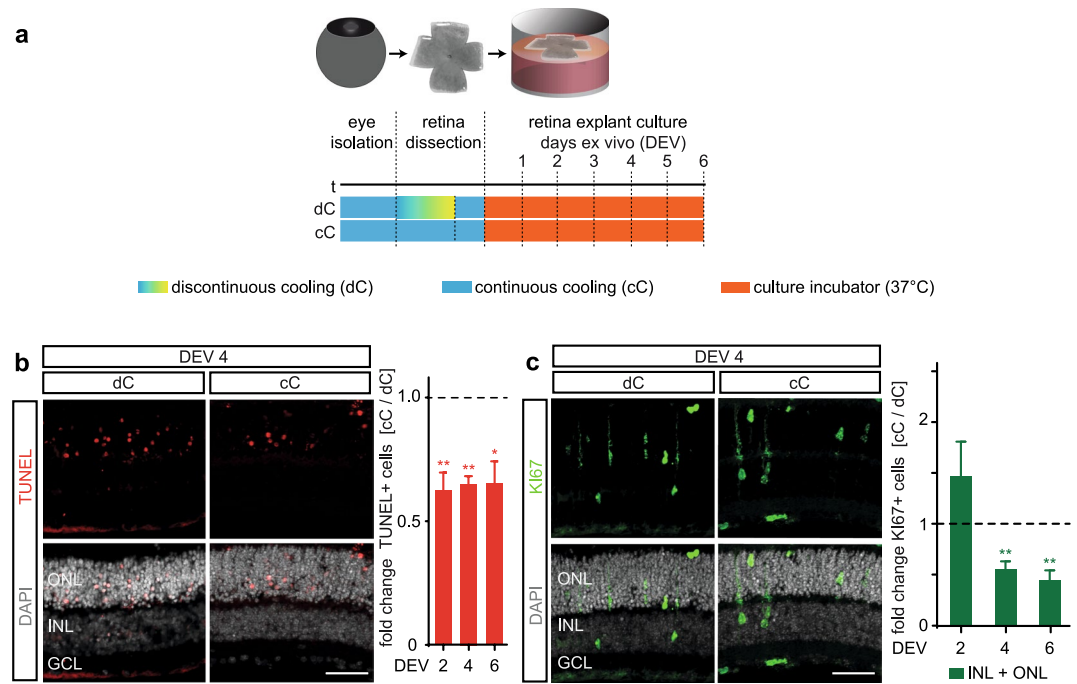 a
eye
isolation
retina
dissection
retina explant culture
days ex vivo (DEV)
1 2 3 4 5 6
t
dC
cC
discontinuous cooling (dC)
continuous cooling (cC)
culture incubator (37°C)
b
DEV 4
dC cC
TUNEL
DAPI
ONL
INL
GCL
fold change TUNEL+ cells [cC / dC]
1.0
0.5
0
** ** *
DEV 2 4 6
c
DEV 4
dC cC
KI67
DAPI
ONL
INL
GCL
fold change KI67+ cells [cC / dC]
2
1
0
** **
DEV 2 4 6
INL + ONL